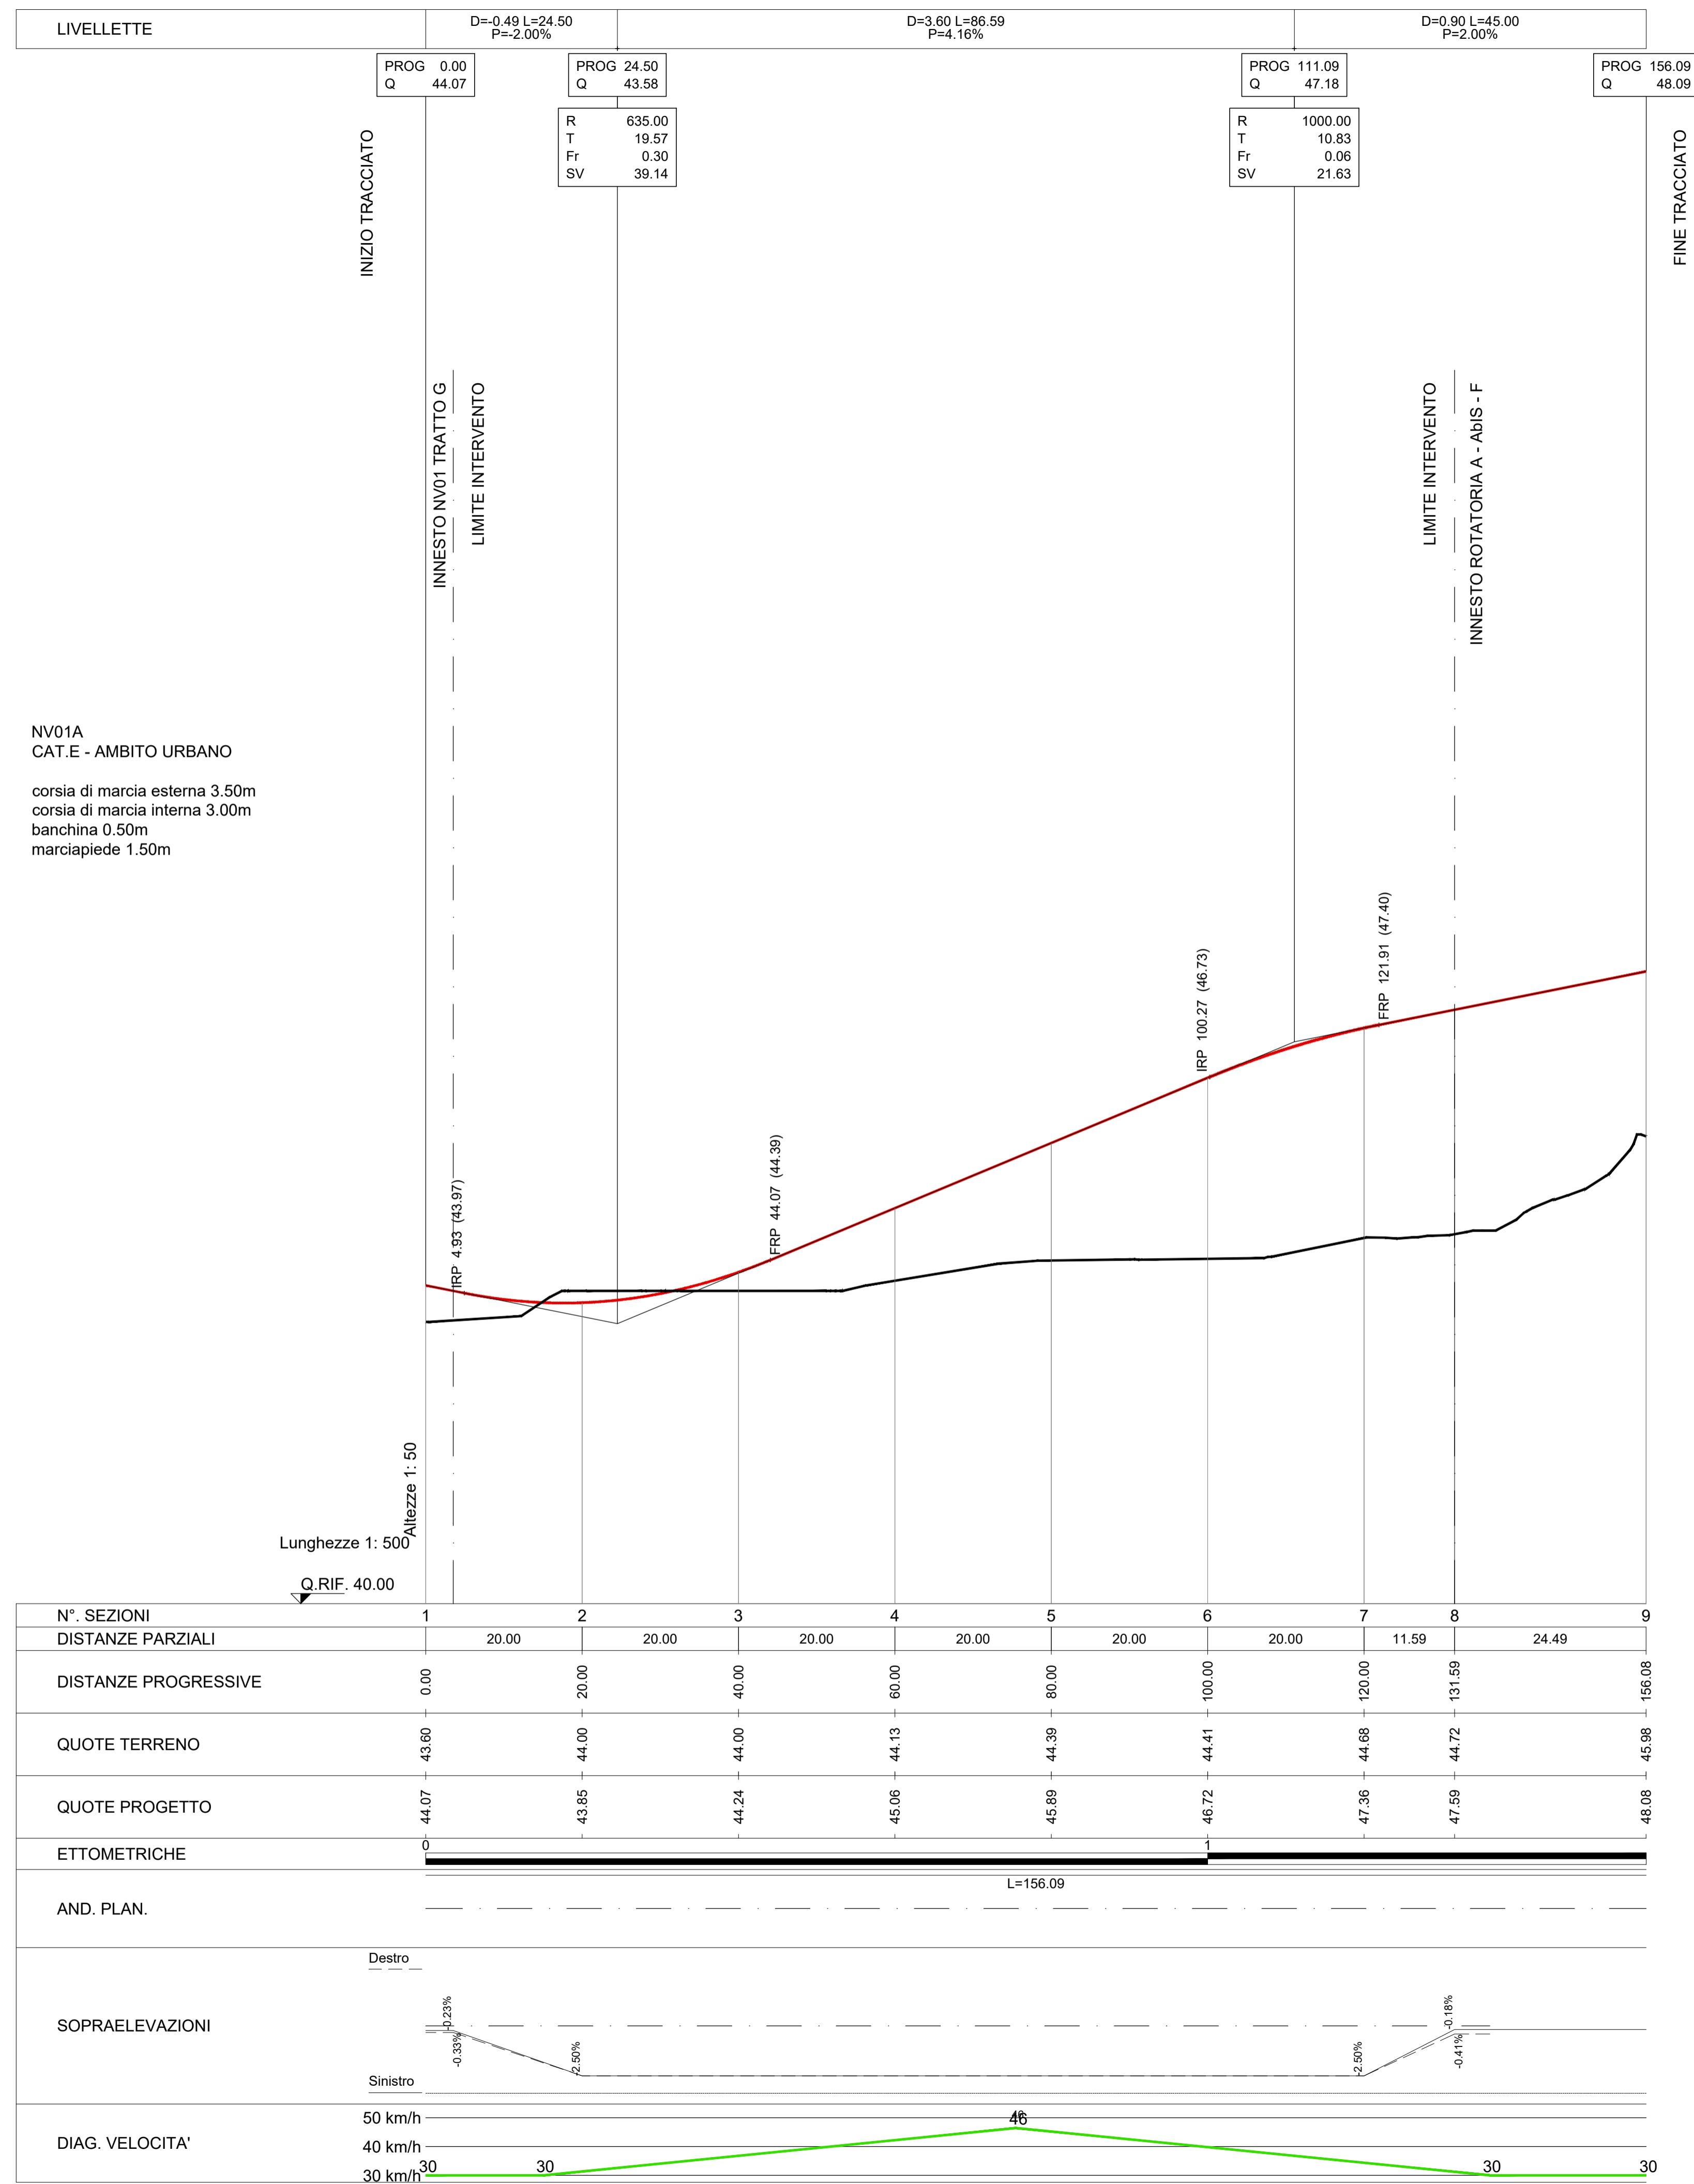 LIVELLETTE
D=-0.49 L=24.50
P=-2.00%
D=3.60 L=86.59
P=4.16%
D=0.90 L=45.00
P=2.00%
PROG 0.00
Q 44.07
PROG 24.50
Q 43.58
PROG 111.09
Q 47.18
PROG 156.09
Q 48.09
R 635.00
T 19.57
Fr 0.30
SV 39.14
R 1000.00
T 10.83
Fr 0.06
SV 21.63
INIZIO TRACCIATO
FINE TRACCIATO
INNESTO NV01 TRATTO G
LIMITE INTERVENTO
LIMITE INTERVENTO
INNESTO ROTATORIA A - AbIS - F
NV01A
CAT.E - AMBITO URBANO
corsia di marcia esterna 3.50m
corsia di marcia interna 3.00m
banchina 0.50m
marciapiede 1.50m
IRP 4.93 (43.97)
FRP 44.07 (44.39)
IRP 100.27 (46.73)
FRP 121.91 (47.40)
Altezze 1: 50
Lunghezze 1: 500
Q.RIF. 40.00
N°. SEZIONI 1 2 3 4 5 6 7 8 9
DISTANZE PARZIALI 20.00 20.00 20.00 20.00 20.00 20.00 11.59 24.49
DISTANZE PROGRESSIVE 0.00 20.00 40.00 60.00 80.00 100.00 120.00 131.59 156.08
QUOTE TERRENO 43.60 44.00 44.00 44.13 44.39 44.41 44.68 44.72 45.98
QUOTE PROGETTO 44.07 43.85 44.24 45.06 45.89 46.72 47.36 47.59 48.08
ETTOMETRICHE 0 1
AND. PLAN.
L=156.09
SOPRAELEVAZIONI
Destro
-0.23%
-0.33%
-2.50%
-2.50%
-0.18%
-0.41%
Sinistro
DIAG. VELOCITA'
50 km/h
40 km/h
30 km/h
30 30 46 30 30